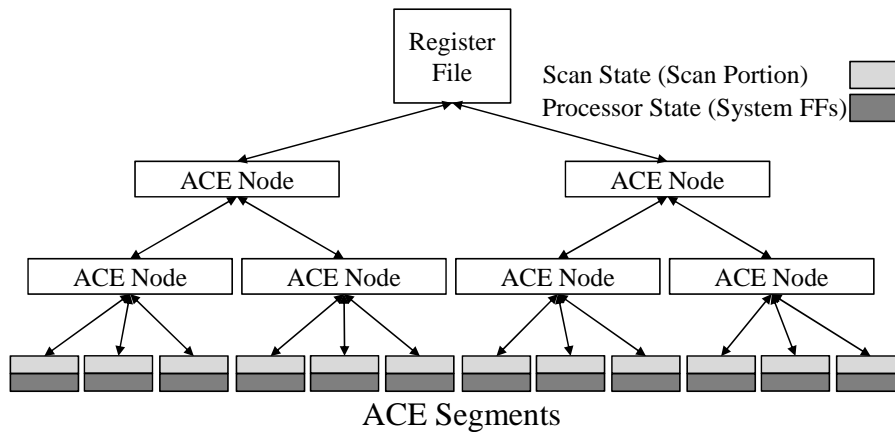 Register
File
Scan State (Scan Portion)
Processor State (System FFs)
ACE Node
ACE Node
ACE Node
ACE Node
ACE Node
ACE Node
ACE Segments